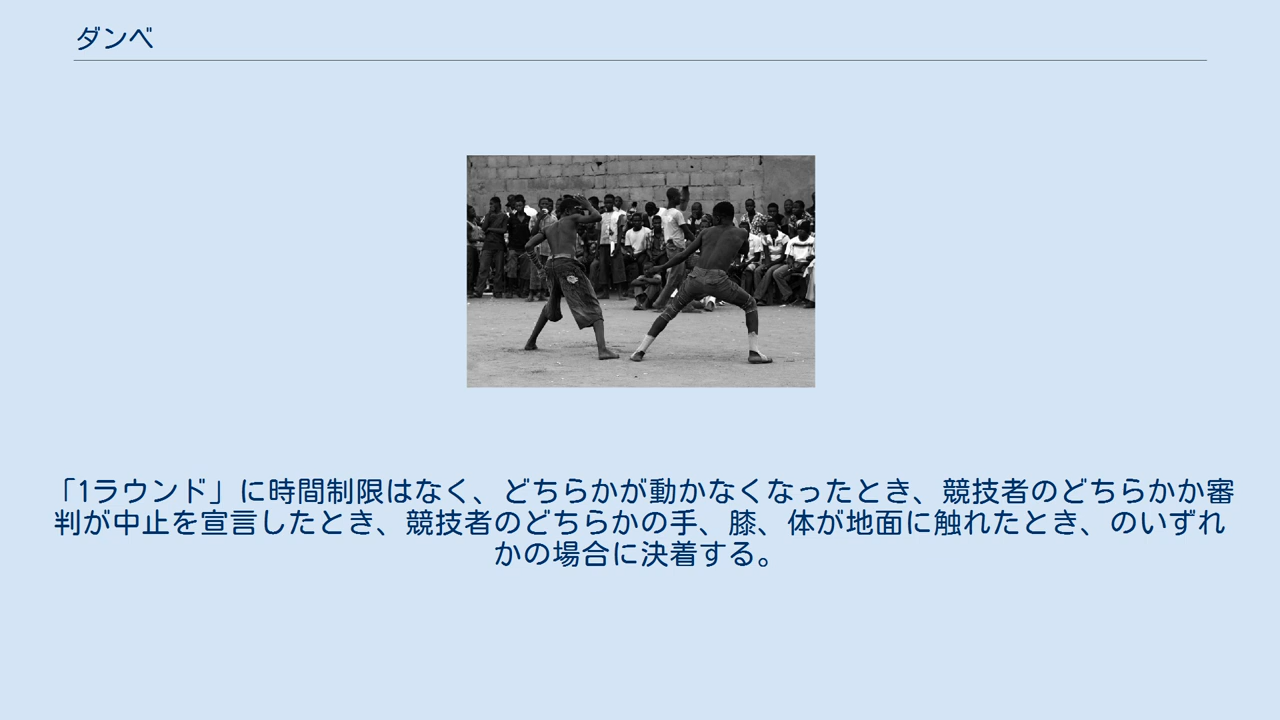 ダンベ
「1ラウンド」に時間制限はなく、どちらかが動かなくなったとき、競技者のどちらかか審
判が中止を宣言したとき、競技者のどちらかの手、膝、体が地面に触れたとき、のいずれ
かの場合に決着する。